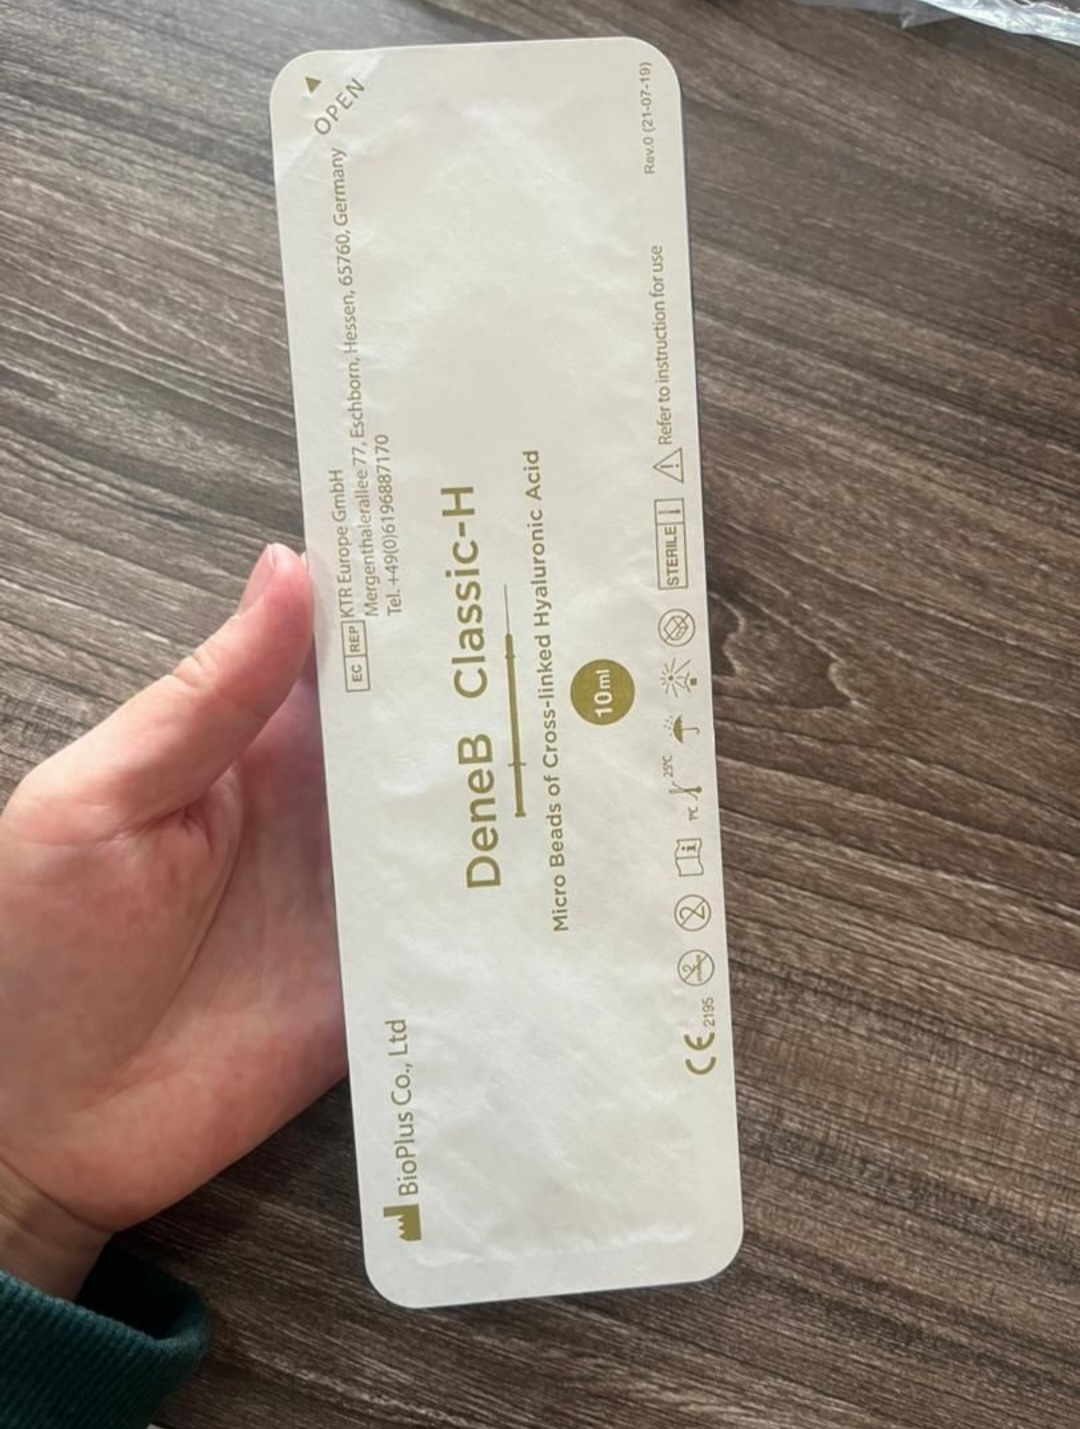 OPEN
EC REP KTR Europe GmbH
Mergenthalerallee 77, Eschborn, Hessen, 65760, Germany
Tel. +49(0)6196887170
BioPlus Co., Ltd
DeneB Classic-H
Micro Beads of Cross-linked Hyaluronic Acid
10ml
CE 2195
2
25℃
STERILE
Refer to instruction for use
Rev.0 (21-07-19)